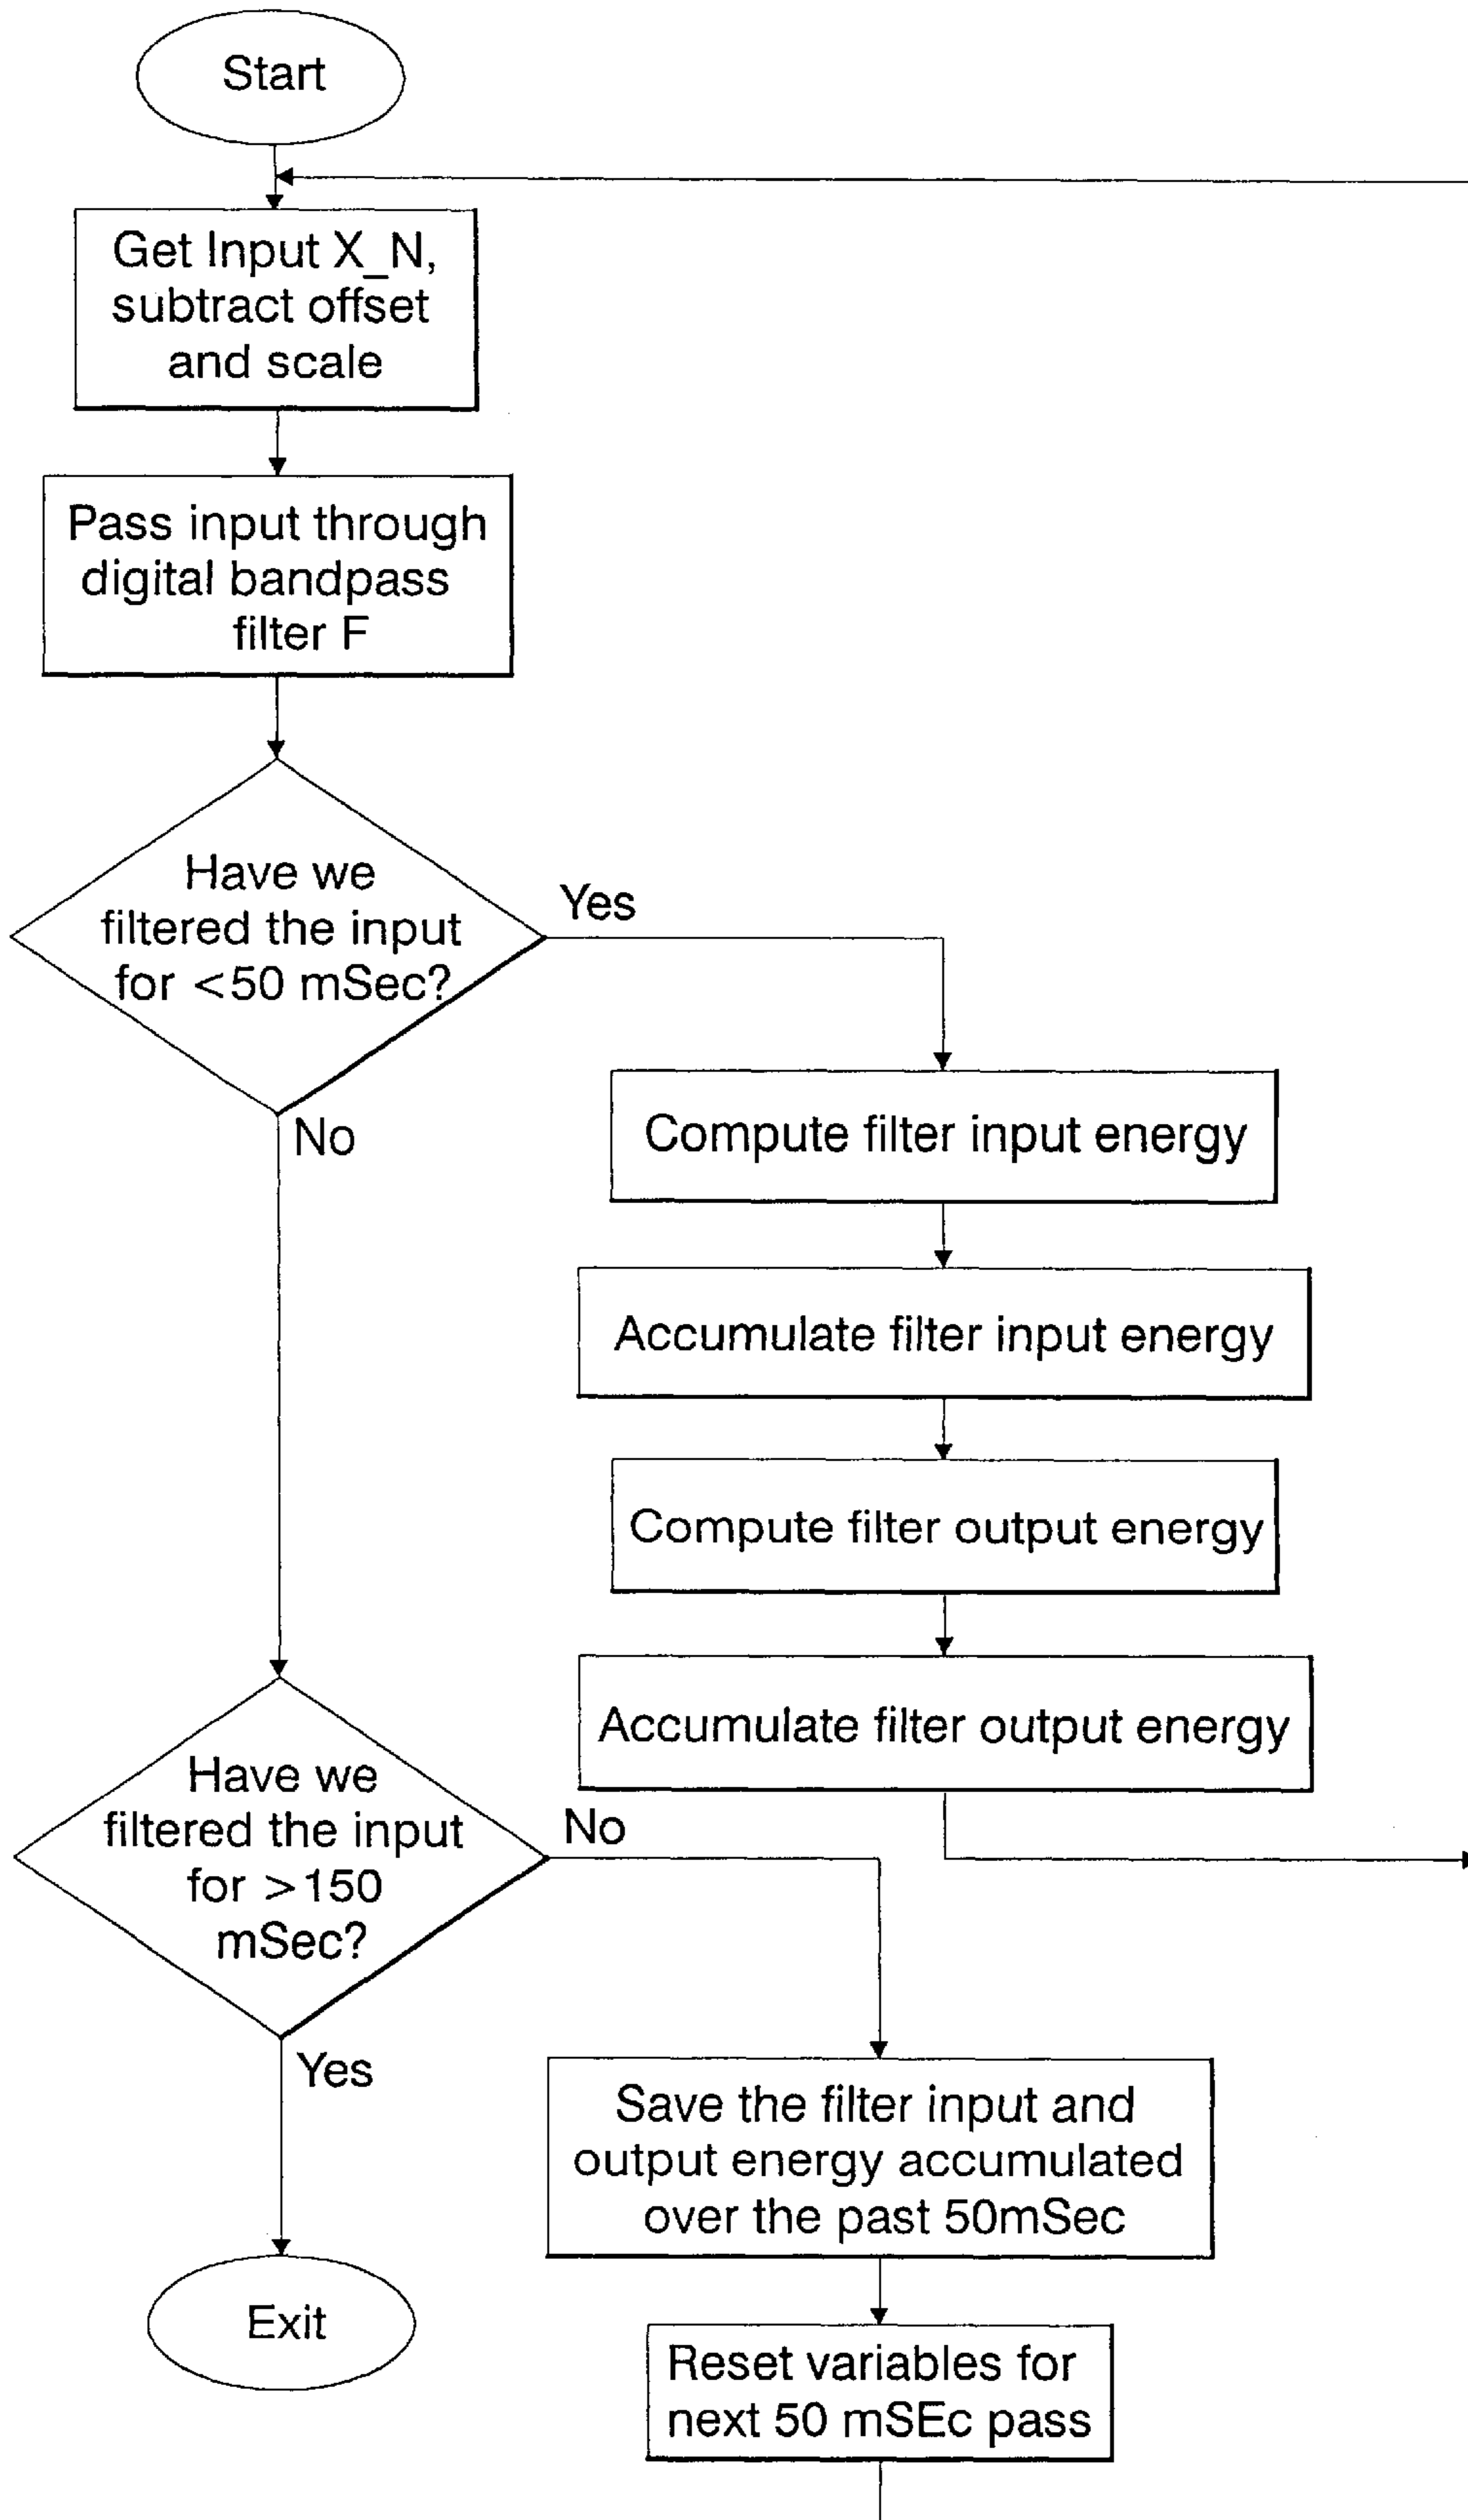 Start
Get Input X_N,
subtract offset
and scale
Pass input through
digital bandpass
filter F
Have we
filtered the input
for <50 mSec?
Yes
No
Compute filter input energy
Accumulate filter input energy
Compute filter output energy
Accumulate filter output energy
Have we
filtered the input
for >150
mSec?
No
Yes
Save the filter input and
output energy accumulated
over the past 50mSec
Exit
Reset variables for
next 50 mSEc pass